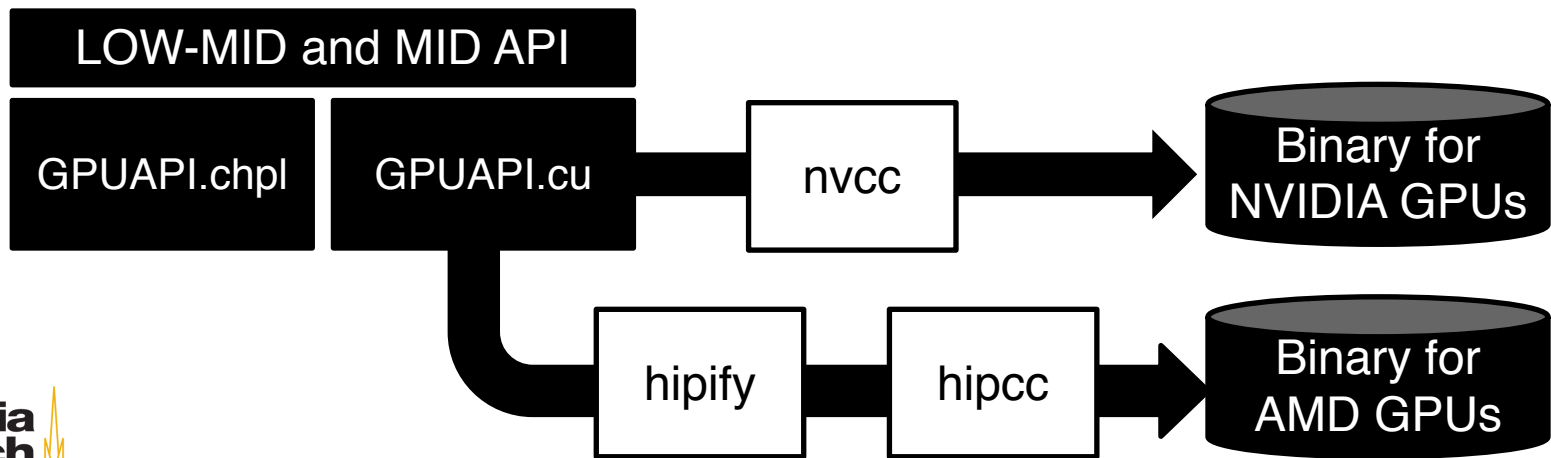 LOW-MID and MID API
GPUAPI.chpl
GPUAPI.cu
nvcc
Binary for
NVIDIA GPUs
hipify
hipcc
Binary for
AMD GPUs